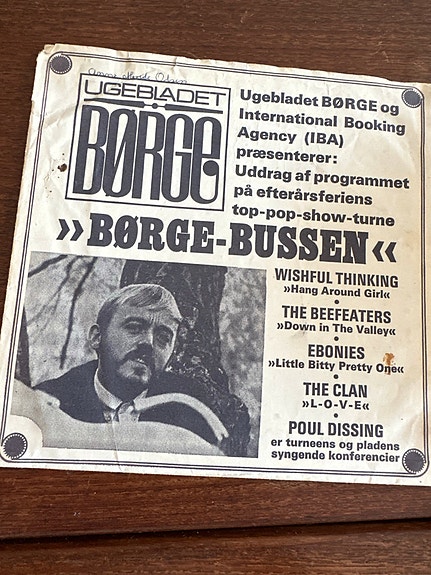 UGEBLADET
BØRGE
Ugebladet BØRGE og
International Booking
Agency (IBA)
præsenterer:
Uddrag af programmet
på efterårsferiens
top-pop-show-turne
»BØRGE-BUSSEN«
WISHFUL THINKING
»Hang Around Girl«
•
THE BEEFEATERS
»Down in The Valley«
•
EBONIES
»Little Bitty Pretty One«
•
THE CLAN
»L-O-V-E«
•
POUL DISSING
er turneens og pladens
syngende konferencier